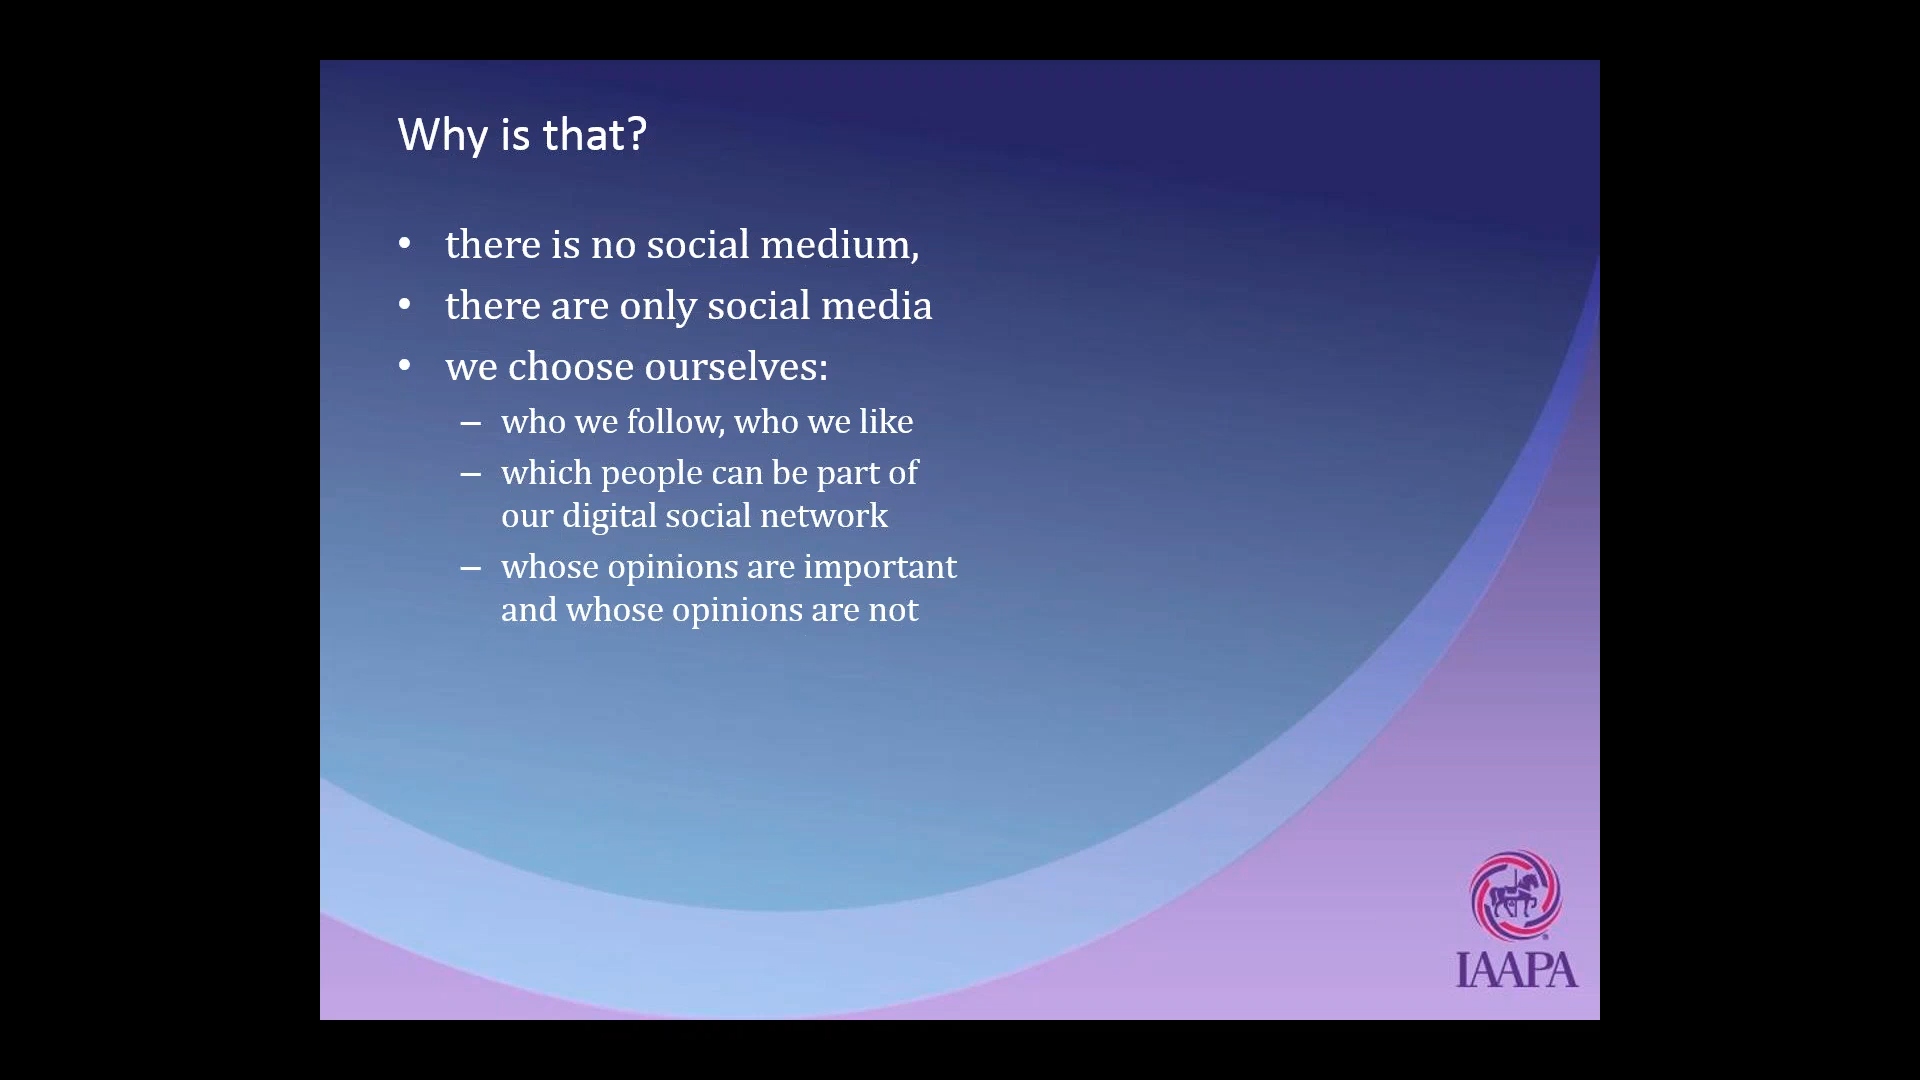 Why is that?
• there is no social medium,
• there are only social media
• we choose ourselves:
– who we follow, who we like
– which people can be part of
our digital social network
– whose opinions are important
and whose opinions are not
IAAPA